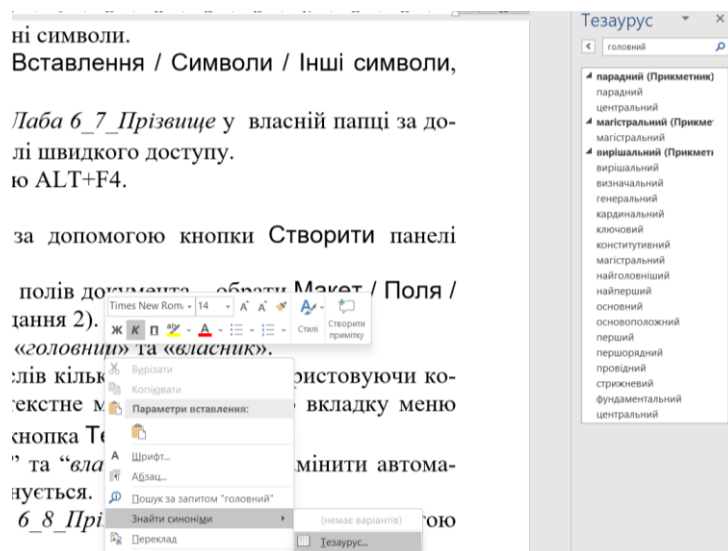 ні символи.
Вставлення / Символи / Інші символи,
Лаба 6_7_Прізвище у власній папці за до-
лі швидкого доступу.
ю ALT+F4.
за допомогою кнопки Створити панелі
полів документа обрати Макет / Поля /
дання 2).
«головний» та «власник».
слів кільк
ристовуючи ко-
текстне м
вкладку меню
кнопка Те
” та “вла
мінити автома-
нується.
6_8_Прі
ою
Times New Rom. 14
Ж К П
Стилі
Створити примітку
Вирізати
Копіювати
Параметри вставлення:
Шрифт...
Абзац...
Пошук за запитом "головний"
Знайти синоніми
Переклад
(немає варіантів)
Тезаурус...
Тезаурус
головний
парадний (Прикметник)
парадний
центральний
магістральний (Прикме
магістральний
вирішальний (Прикметн
вирішальний
визначальний
генеральний
кардинальний
ключовий
конститутивний
магістральний
найголовніший
найперший
основний
основоположний
перший
першорядний
провідний
стрижневий
фундаментальний
центральний